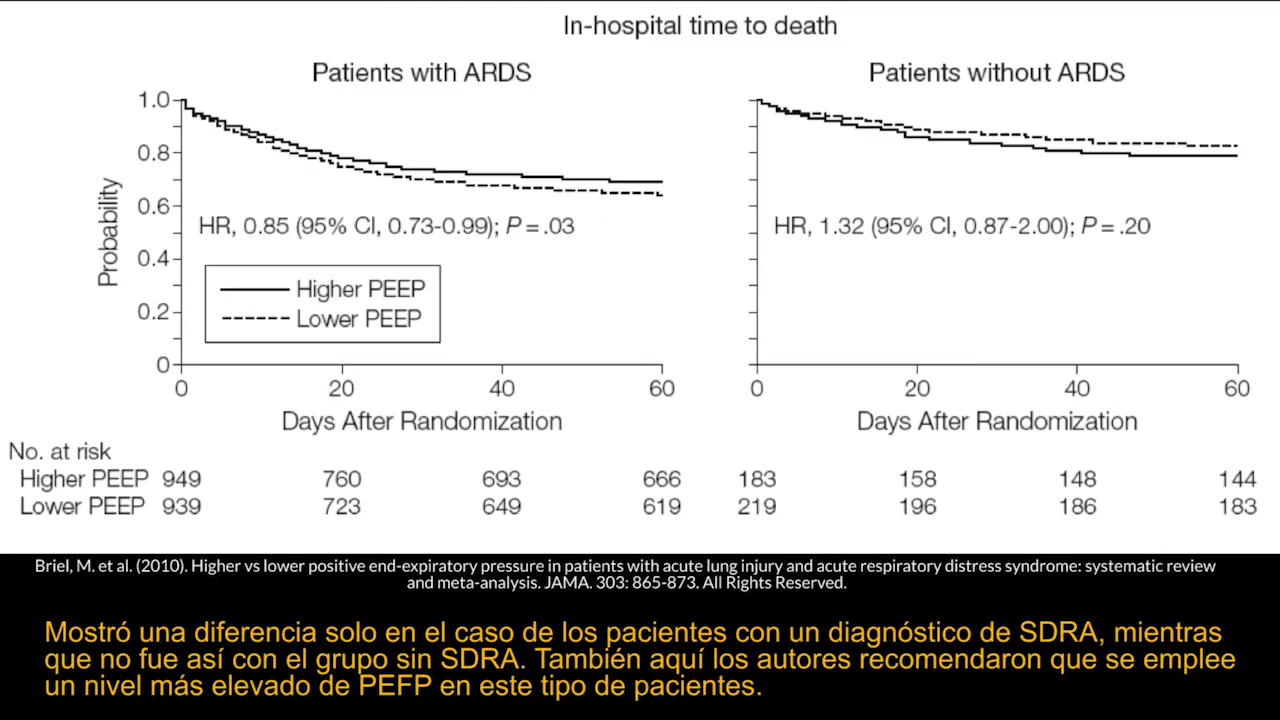 In-hospital time to death
Patients with ARDS
Patients without ARDS
Probability
1.0
0.8
0.6
0.4
0.2
0
HR, 0.85 (95% CI, 0.73-0.99); P = .03
HR, 1.32 (95% CI, 0.87-2.00); P = .20
Higher PEEP
Lower PEEP
0 20 40 60
0 20 40 60
Days After Randomization
Days After Randomization
No. at risk
Higher PEEP 949 760 693 666 183 158 148 144
Lower PEEP 939 723 649 619 219 196 186 183
Briel, M. et al. (2010). Higher vs lower positive end-expiratory pressure in patients with acute lung injury and acute respiratory distress syndrome: systematic review
and meta-analysis. JAMA. 303: 865-873. All Rights Reserved.
Mostró una diferencia solo en el caso de los pacientes con un diagnóstico de SDRA, mientras
que no fue así con el grupo sin SDRA. También aquí los autores recomendaron que se emplee
un nivel más elevado de PEFP en este tipo de pacientes.